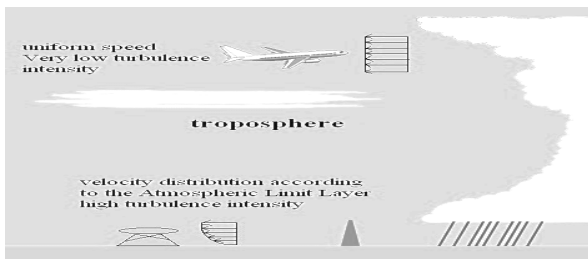 uniform speed
Very low turbulence
intensity
troposphere
velocity distribution according
to the Atmospheric Limit Layer
high turbulence intensity